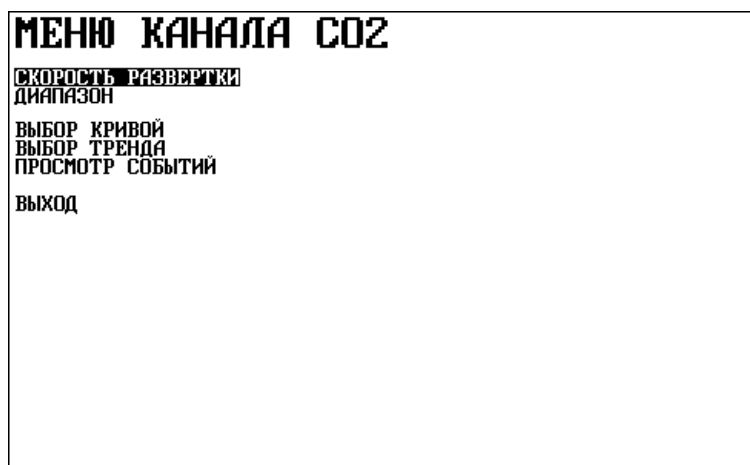 МЕНЮ КАНАЛА CO2
СКОРОСТЬ РАЗВЕРТКИ
ДИАПАЗОН
ВЫБОР КРИВОЙ
ВЫБОР ТРЕНДА
ПРОСМОТР СОБЫТИЙ
ВЫХОД